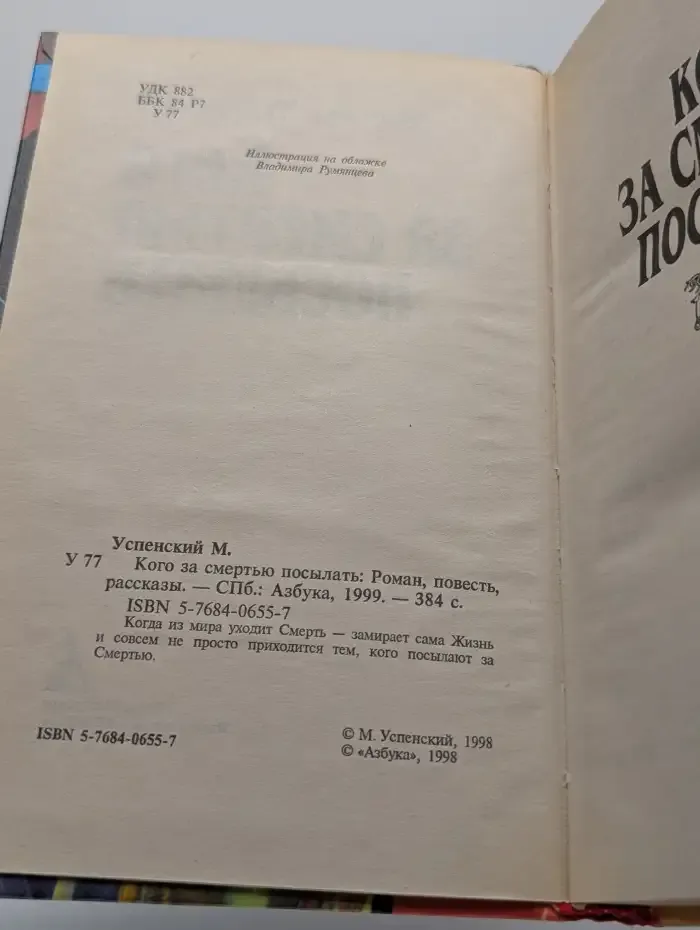 УДК 882
ББК 84 Р7
У 77
Иллюстрация на обложке
Владимира Румянцева
Успенский М.
У 77 Кого за смертью посылать: Роман, повесть,
рассказы. — СПб.: Азбука, 1999. — 384 с.
ISBN 5-7684-0655-7
Когда из мира уходит Смерть — замирает сама Жизнь
и совсем не просто приходится тем, кого посылают за
Смертью.
ISBN 5-7684-0655-7
© М. Успенский, 1998
© «Азбука», 1998
ЗА